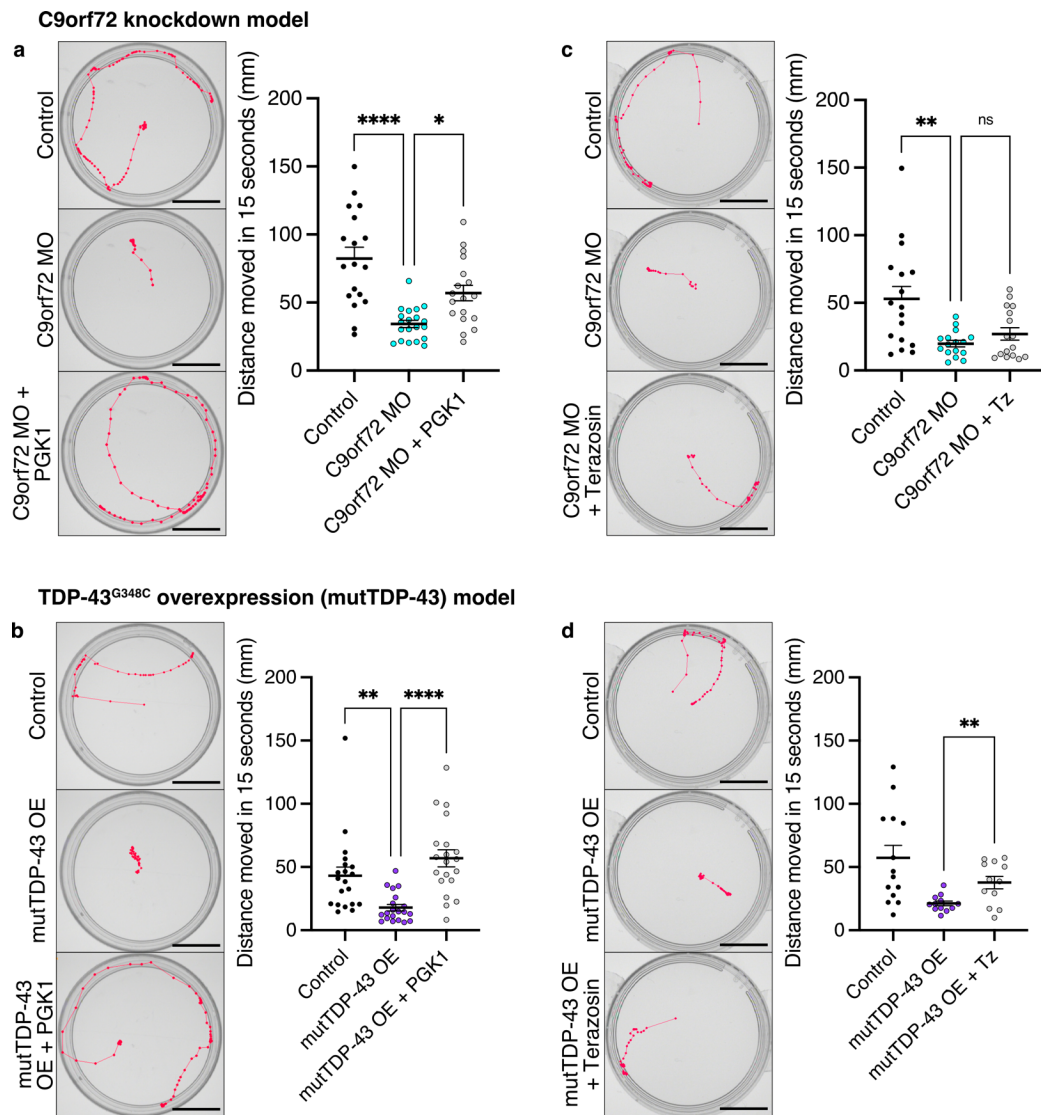 C9orf72 knockdown model
a
Control
C9orf72 MO
C9orf72 MO +
PGK1
Distance moved in 15 seconds (mm)
200
150
100
50
0
****
*
Control
C9orf72 MO
C9orf72 MO + PGK1
c
Control
C9orf72 MO
C9orf72 MO
+ Terazosin
Distance moved in 15 seconds (mm)
200
150
100
50
0
**
ns
Control
C9orf72 MO
C9orf72 MO + Tz
TDP-43G348C overexpression (mutTDP-43) model
b
Control
mutTDP-43 OE
mutTDP-43
OE + PGK1
Distance moved in 15 seconds (mm)
200
150
100
50
0
**
****
Control
mutTDP-43 OE
mutTDP-43 OE + PGK1
d
Control
mutTDP-43 OE
mutTDP-43 OE
+ Terazosin
Distance moved in 15 seconds (mm)
200
150
100
50
0
**
Control
mutTDP-43 OE
mutTDP-43 OE + Tz